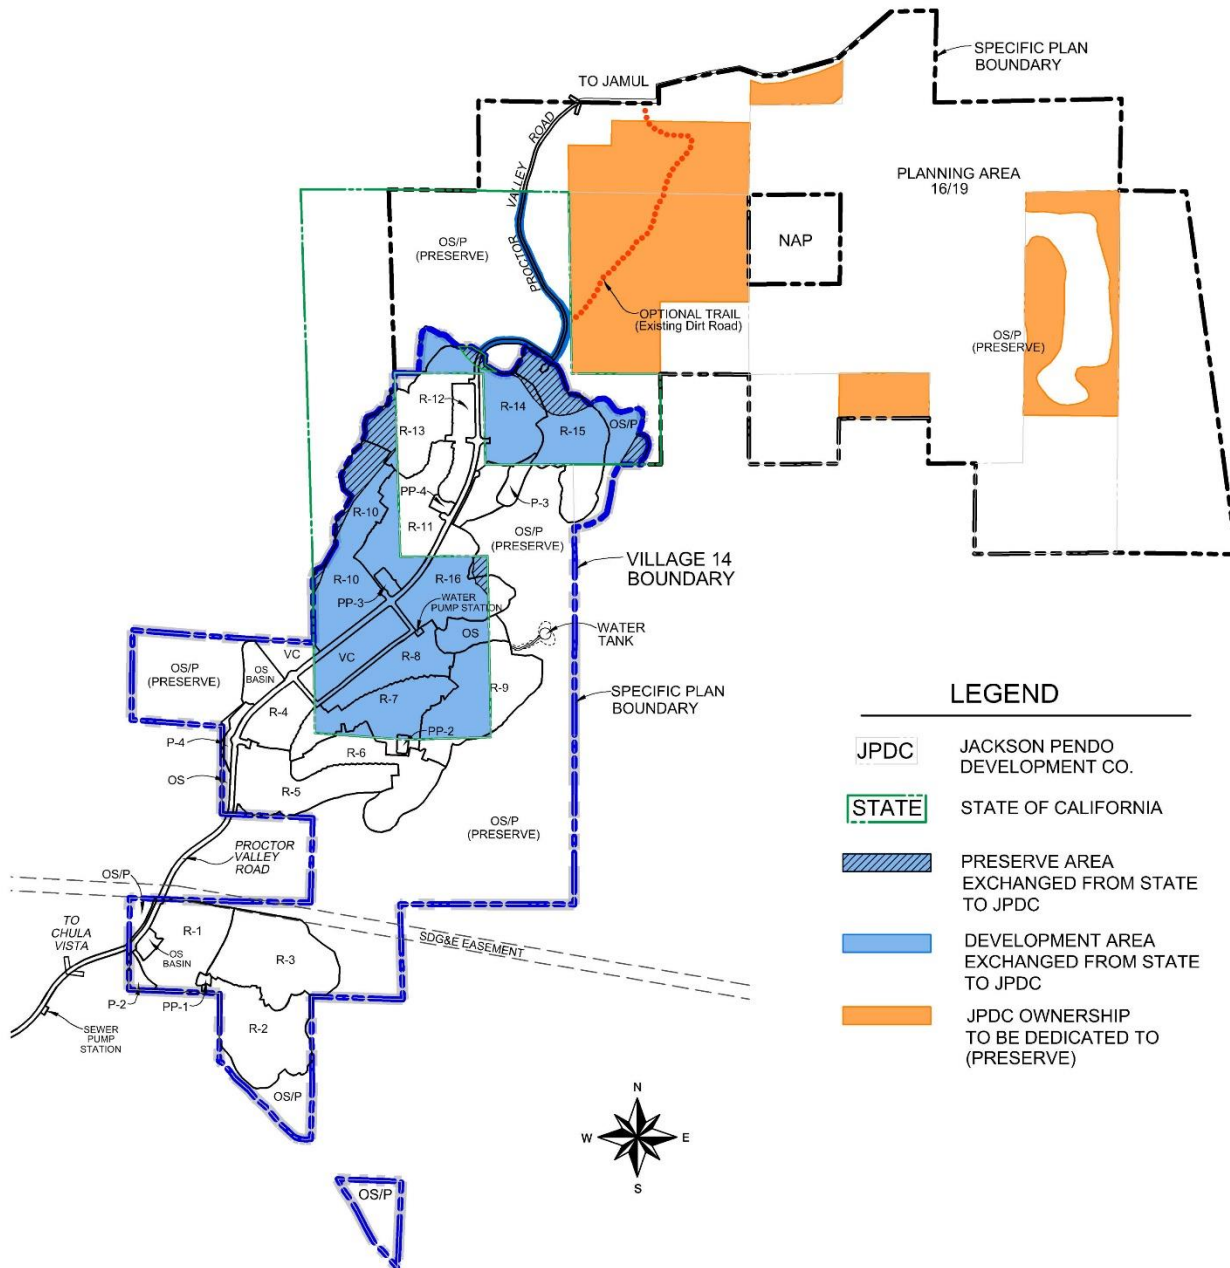 SPECIFIC PLAN
BOUNDARY
TO JAMUL
PROCTOR VALLEY ROAD
PLANNING AREA
16/19
OS/P
(PRESERVE)
NAP
OPTIONAL TRAIL
(Existing Dirt Road)
OS/P
(PRESERVE)
R-12
R-14
R-13
R-15
OS/P
PP-4
P-3
R-10
R-11
OS/P
(PRESERVE)
VILLAGE 14
BOUNDARY
R-10
R-16
PP-3
WATER
PUMP STATION
WATER
TANK
OS
VC
VC
R-8
OS/P
(PRESERVE)
OS
BASIN
R-7
R-9
SPECIFIC PLAN
BOUNDARY
R-4
PP-2
P-4
R-6
OS
R-5
OS/P
(PRESERVE)
PROCTOR
VALLEY
ROAD
OS/P
TO
CHULA
VISTA
R-1
SDG&E EASEMENT
OS
BASIN
R-3
P-2
PP-1
R-2
SEWER
PUMP
STATION
OS/P
OS/P
N
W
E
S
LEGEND
JPDC
JACKSON PENDO
DEVELOPMENT CO.
STATE
STATE OF CALIFORNIA
PRESERVE AREA
EXCHANGED FROM STATE
TO JPDC
DEVELOPMENT AREA
EXCHANGED FROM STATE
TO JPDC
JPDC OWNERSHIP
TO BE DEDICATED TO
(PRESERVE)